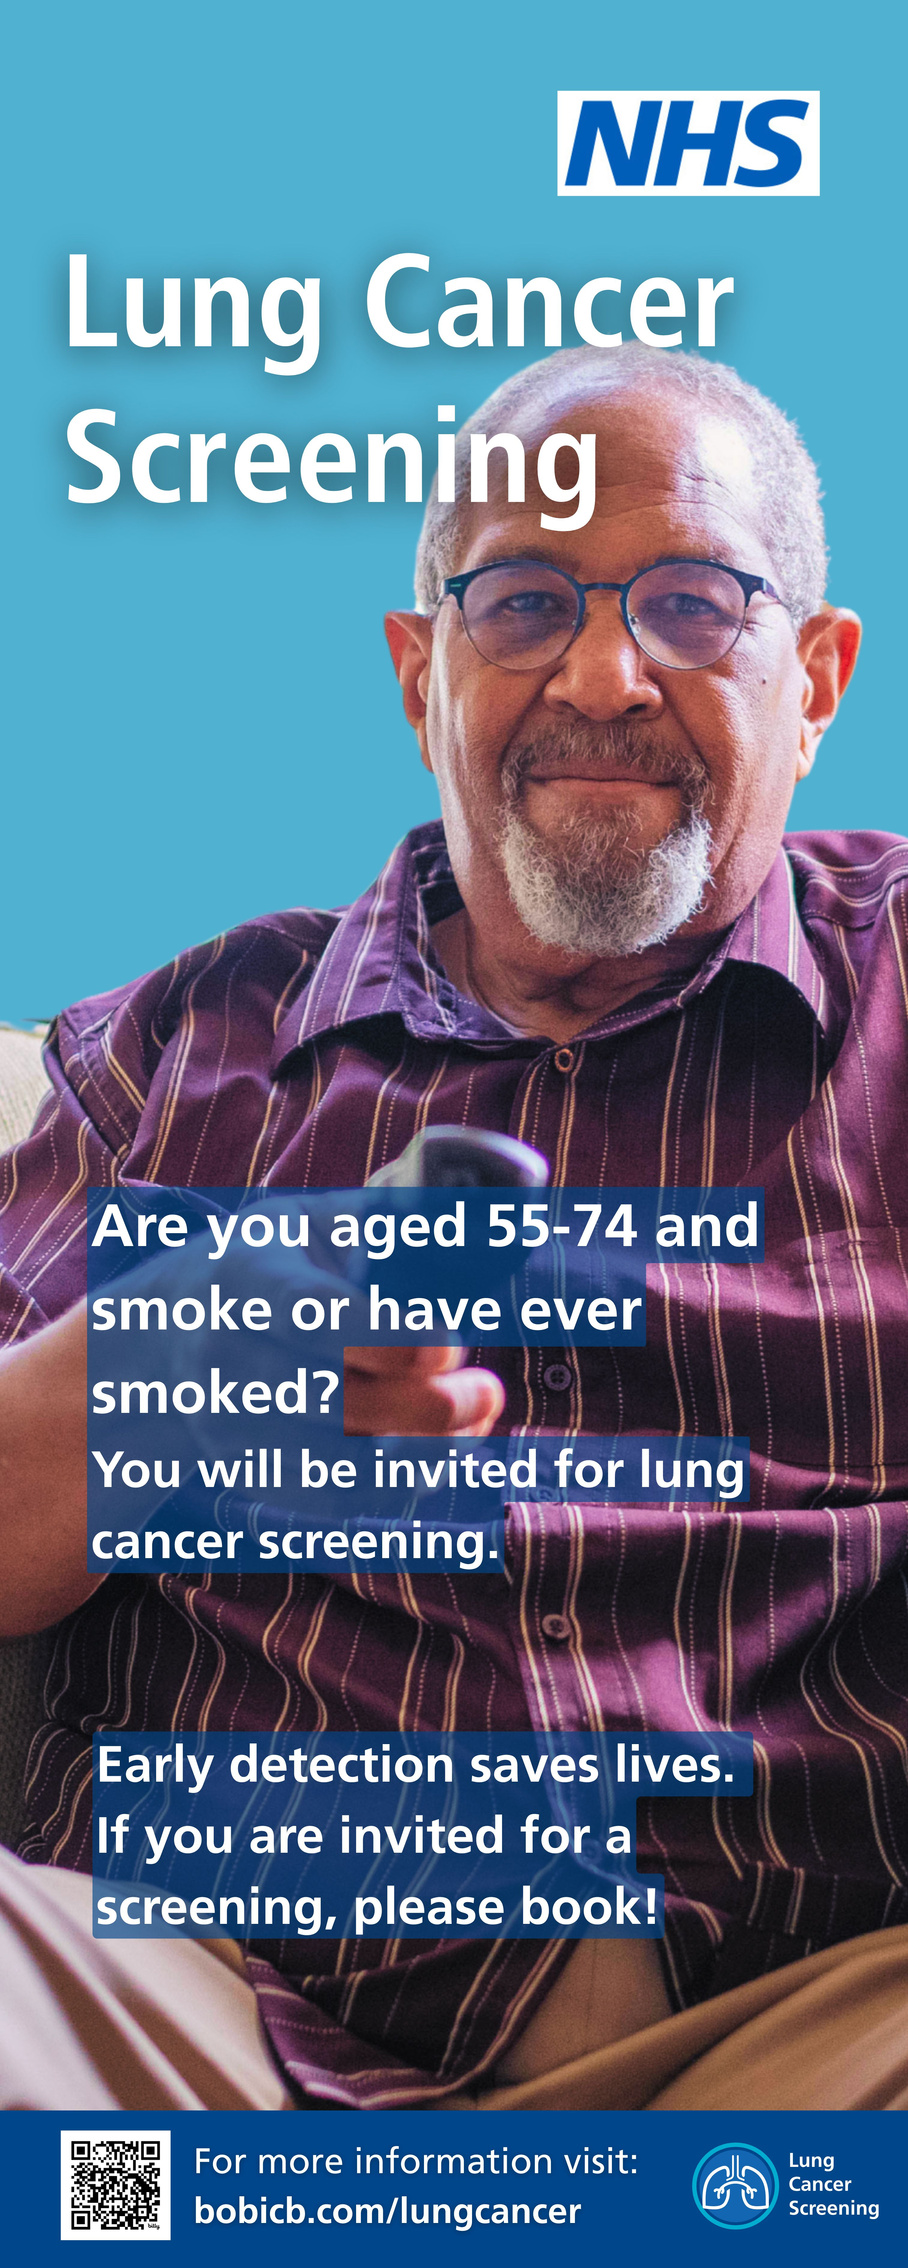 NHS
Lung Cancer
Screening
Are you aged 55-74 and
smoke or have ever
smoked?
You will be invited for lung
cancer screening.
Early detection saves lives.
If you are invited for a
screening, please book!
For more information visit:
bobicb.com/lungcancer
Lung
Cancer
Screening
bitly